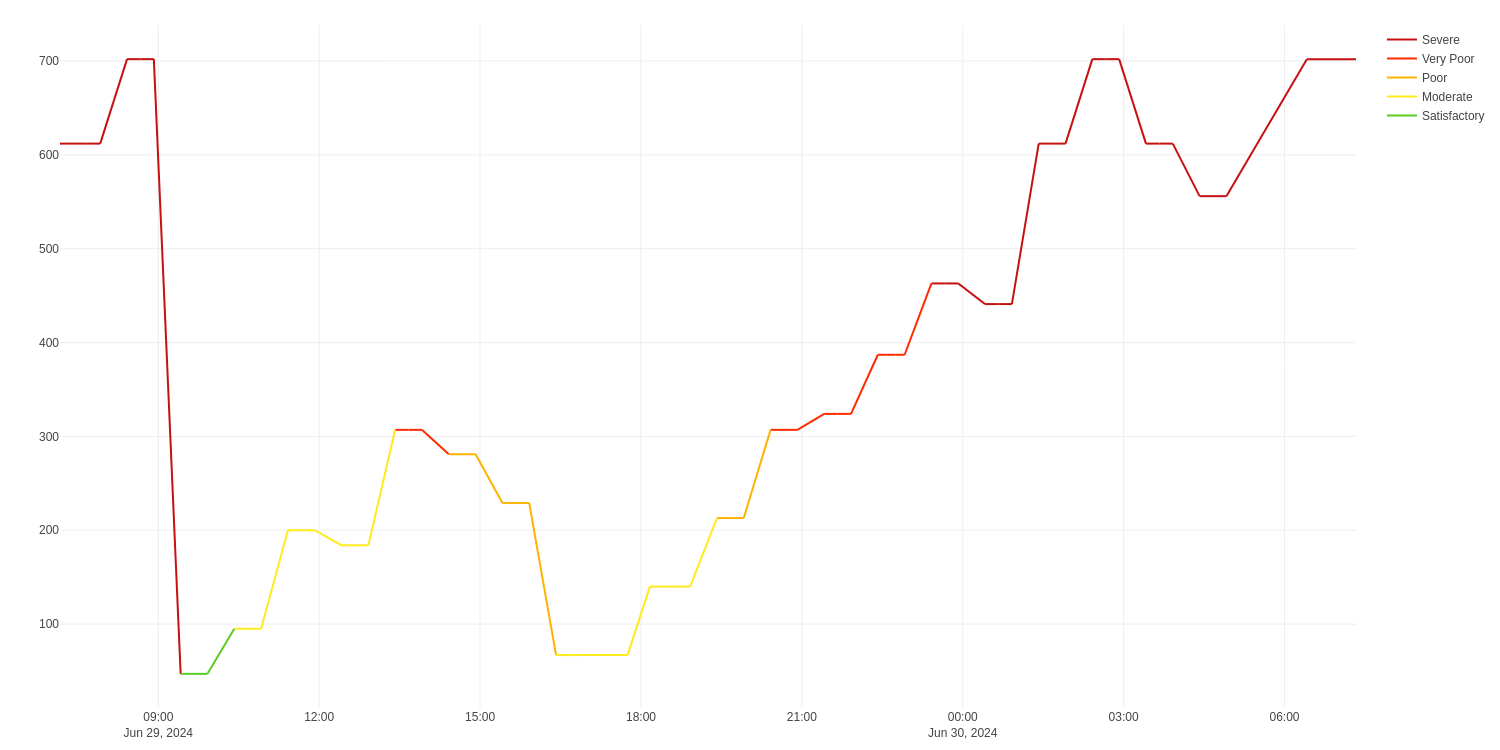 700
600
500
400
300
200
100
09:00
Jun 29, 2024
12:00
15:00
18:00
21:00
00:00
Jun 30, 2024
03:00
06:00
Severe
Very Poor
Poor
Moderate
Satisfactory